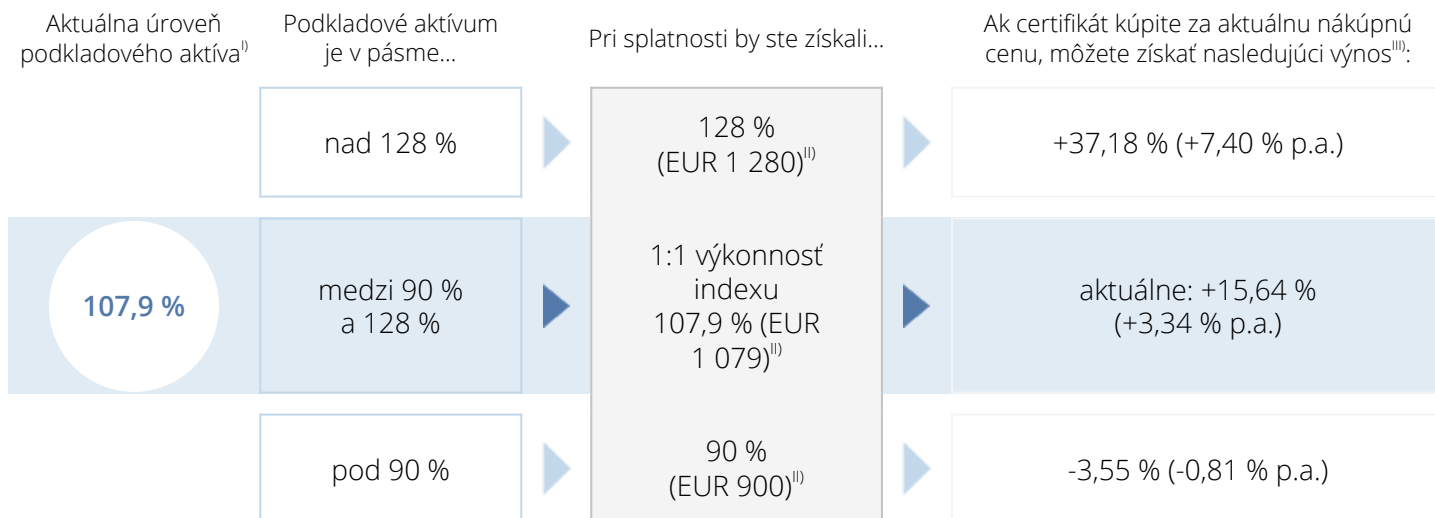 Aktuálna úroveň
podkladového aktíva I)
Podkladové aktívum
je v pásme...
Pri splatnosti by ste získali...
Ak certifikát kúpite za aktuálnu nákúpnú
cenu, môžete získať nasledujúci výnos III):
nad 128 %
128 %
(EUR 1 280) II)
+37,18 % (+7,40 % p.a.)
107,9 %
medzi 90 %
a 128 %
1:1 výkonnosť
indexu
107,9 % (EUR
1 079) II)
aktuálne: +15,64 %
(+3,34 % p.a.)
pod 90 %
90 %
(EUR 900) II)
-3,55 % (-0,81 % p.a.)